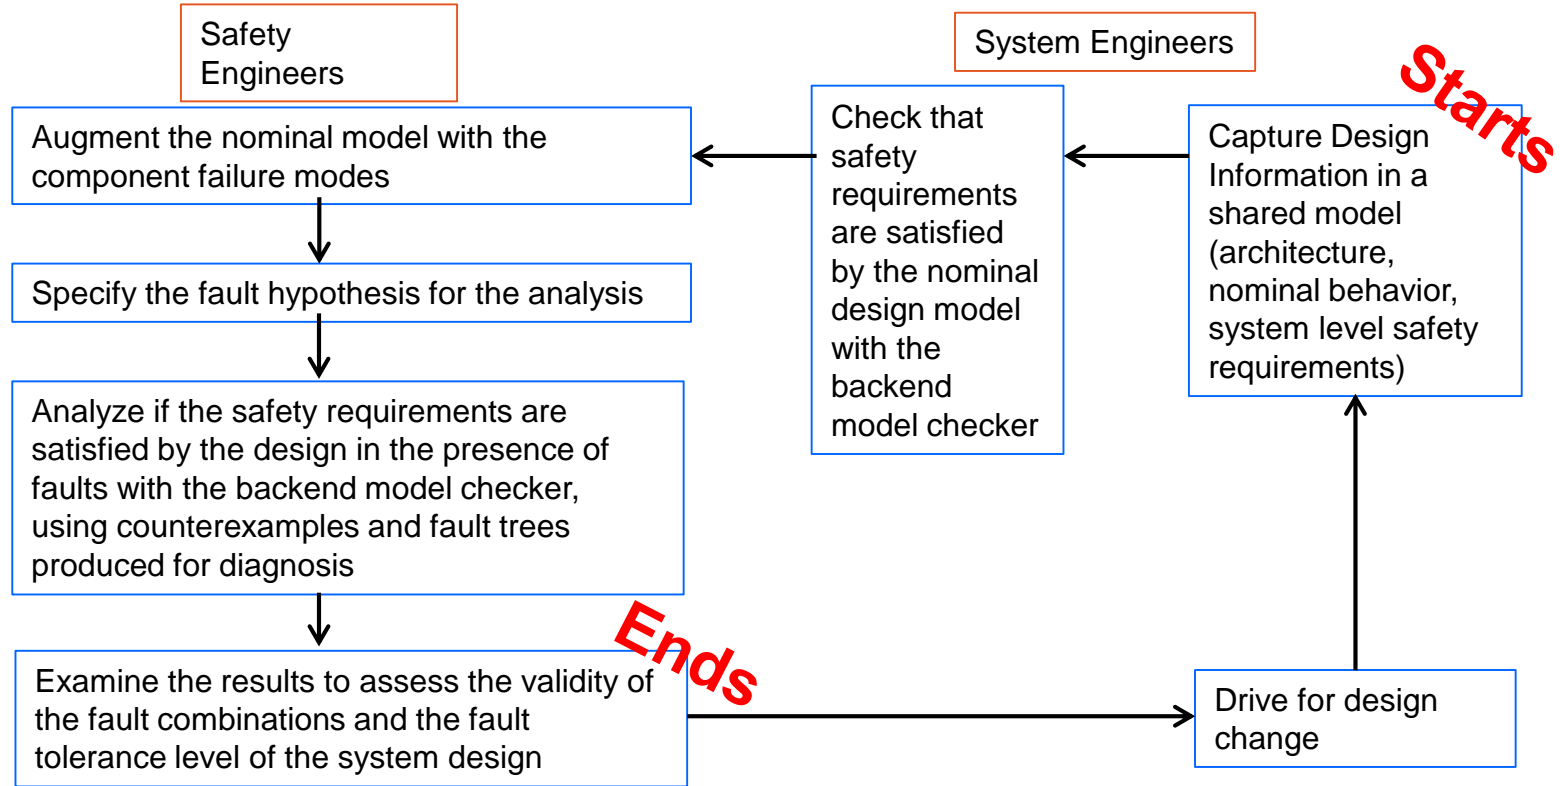 Safety
Engineers
System Engineers
Starts
Augment the nominal model with the
component failure modes
Check that
safety
requirements
are satisfied
by the nominal
design model
with the
backend
model checker
Capture Design
Information in a
shared model
(architecture,
nominal behavior,
system level safety
requirements)
Specify the fault hypothesis for the analysis
Analyze if the safety requirements are
satisfied by the design in the presence of
faults with the backend model checker,
using counterexamples and fault trees
produced for diagnosis
Ends
Examine the results to assess the validity of
the fault combinations and the fault
tolerance level of the system design
Drive for design
change